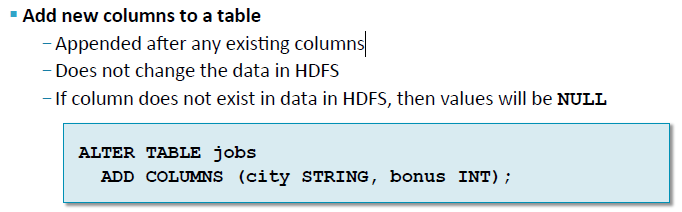 ▪ Add new columns to a table
– Appended after any existing columns
– Does not change the data in HDFS
– If column does not exist in data in HDFS, then values will be NULL
ALTER TABLE jobs
ADD COLUMNS (city STRING, bonus INT);